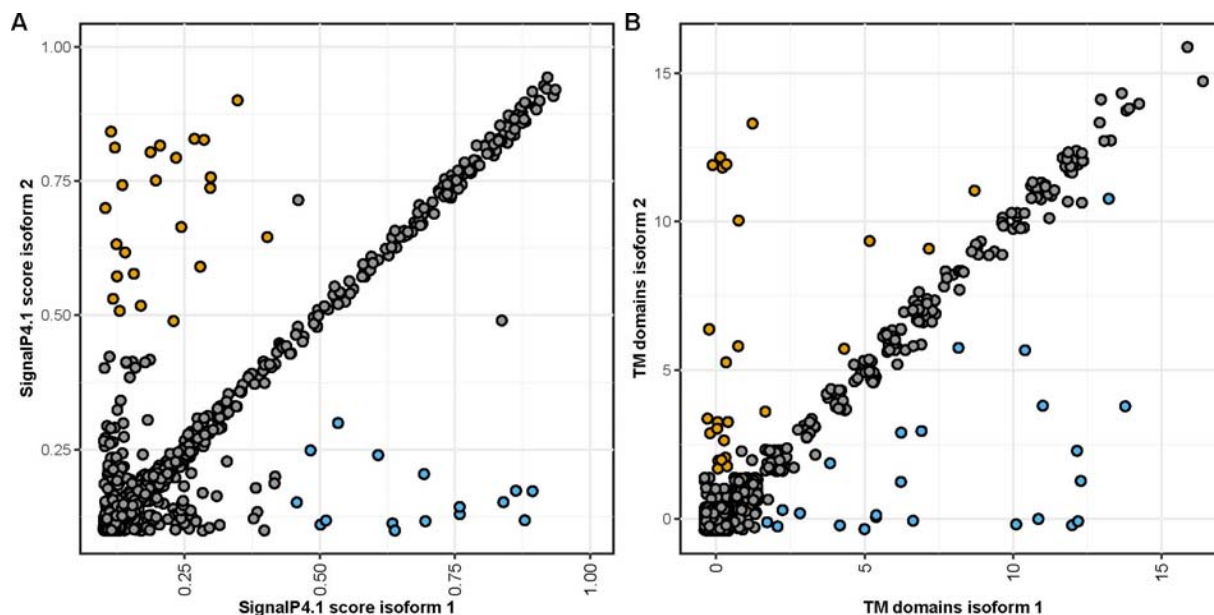 A
SignalP4.1 score isoform 2
1.00
0.75
0.50
0.25
0.25
0.50
0.75
1.00
SignalP4.1 score isoform 1
B
TM domains isoform 2
15
10
5
0
0
5
10
15
TM domains isoform 1